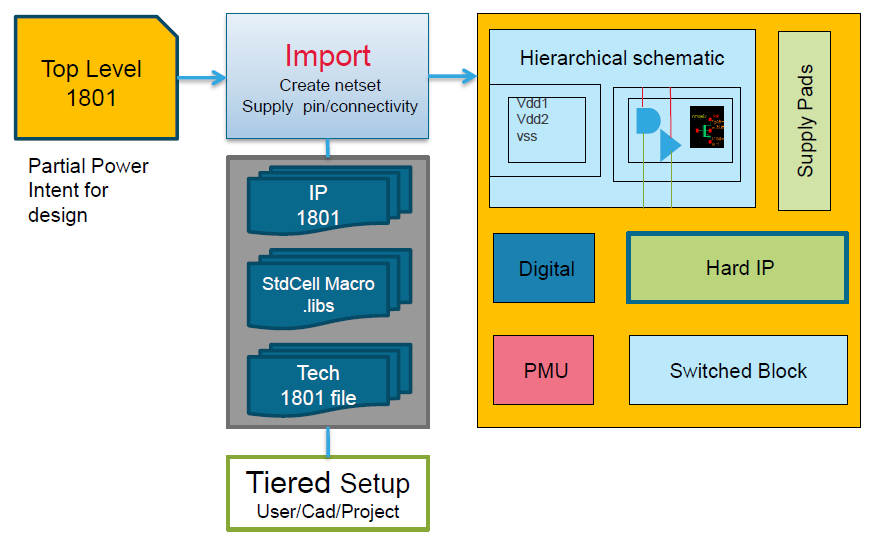 Top Level
1801
Partial Power
Intent for
design
Import
Create netset
Supply pin/connectivity
IP
1801
StdCell Macro
.libs
Tech
1801 file
Tiered Setup
User/Cad/Project
Hierarchical schematic
Vdd1
Vdd2
vss
Supply Pads
Digital
Hard IP
PMU
Switched Block